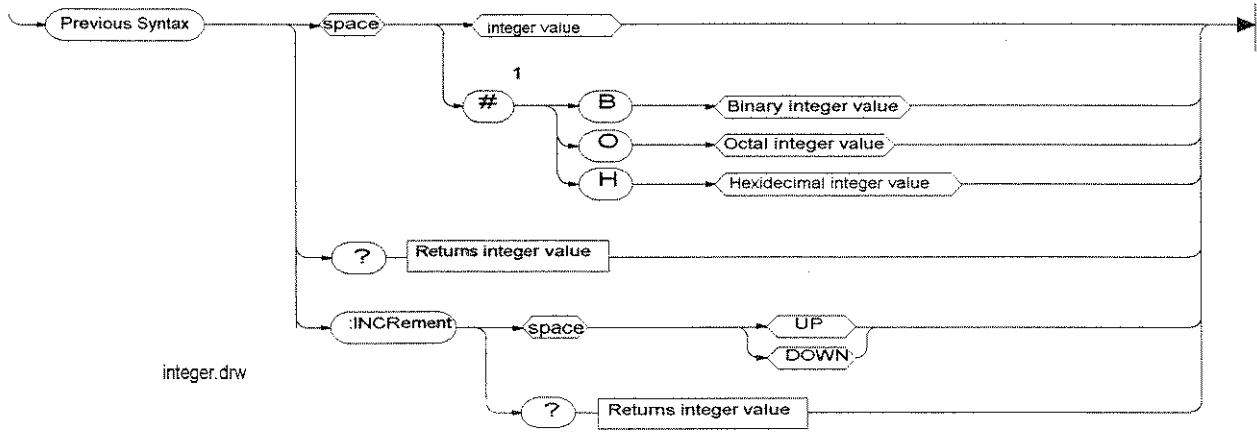 Previous Syntax
space
integer value
1
#
B
Binary integer value
O
Octal integer value
H
Hexidecimal integer value
?
Returns integer value
:INCRement
space
UP
DOWN
integer.drw
?
Returns integer value